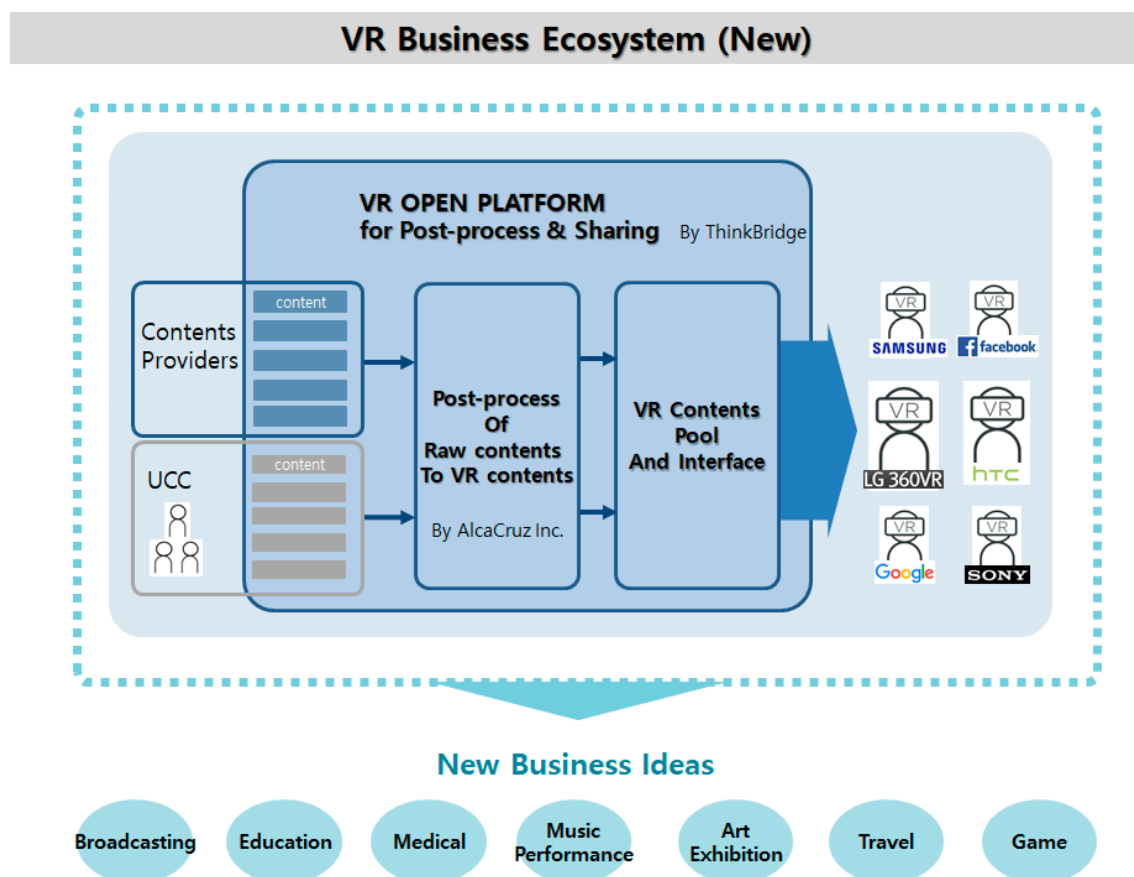 VR Business Ecosystem (New)
VR OPEN PLATFORM
for Post-process & Sharing By ThinkBridge
Contents
Providers
content
UCC
content
Post-process
Of
Raw contents
To VR contents
By AlcaCruz Inc.
VR Contents
Pool
And Interface
VR
SAMSUNG
VR
f facebook
VR
LG 360VR
VR
hTC
VR
Google
VR
SONY
New Business Ideas
Broadcasting
Education
Medical
Music
Performance
Art
Exhibition
Travel
Game